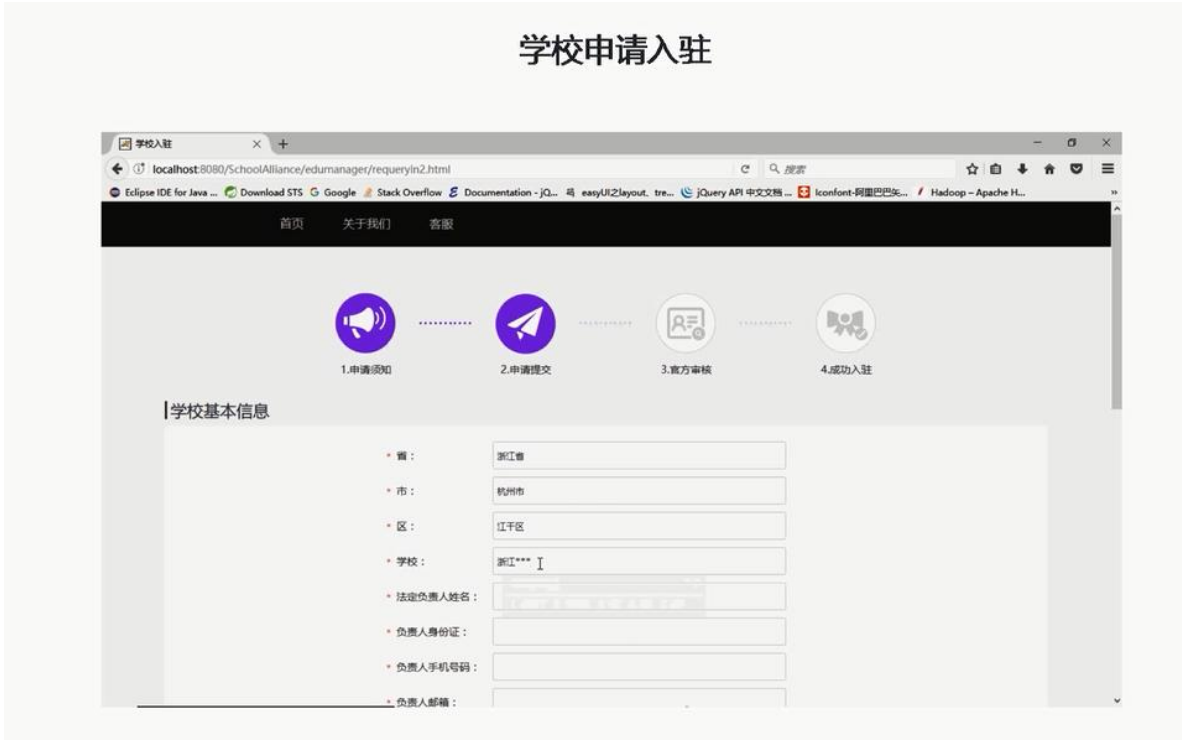 学校申请入驻
学校入驻
localhost:8080/SchoolAlliance/edumanager/requeryin2.html
搜索
Eclipse IDE for Java ... Download STS Google Stack Overflow Documentation - jQ... easyUI之layout, tre... jQuery API 中文文档 ... Iconfont-阿里巴巴矢... Hadoop – Apache H...
首页 关于我们 客服
1.申请须知 2.申请提交 3.官方审核 4.成功入驻
学校基本信息
* 省： 浙江省
* 市： 杭州市
* 区： 江干区
* 学校： 浙江***
* 法定负责人姓名：
* 负责人身份证：
* 负责人手机号码：
* 负责人邮箱：